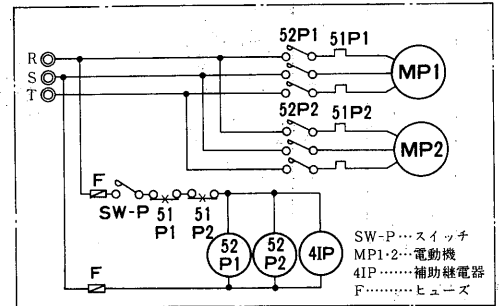 52P1 51P1
R
S
T
MP1
52P2 51P2
MP2
F
SW-P 51 51
P1 P2
52 52 4IP
P1 P2
F
SW-P…スイッチ
MP1·2…電動機
4IP……補助継電器
F………ヒューズ